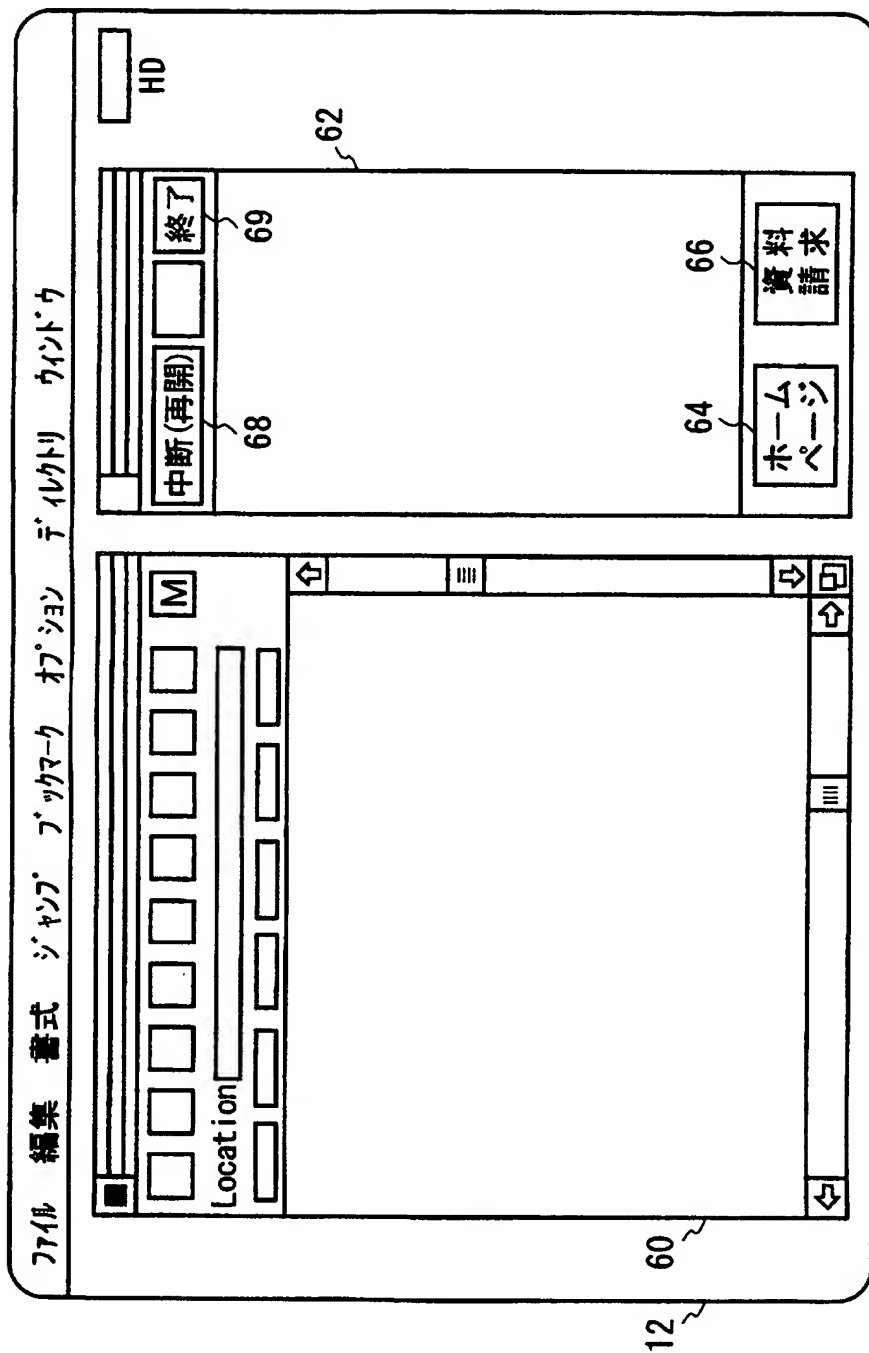 ファイル 編集 書式 ジャンプ ブックマーク オプション ディレクトリ ウィンドウ
HD
M
Location
中断(再開)
終了
68
69
62
64
66
ホーム
ページ
資料
請求
60
12